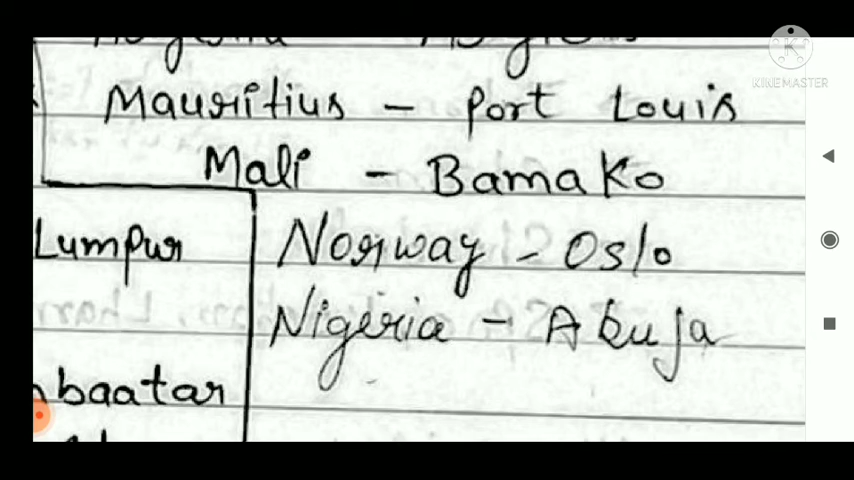 KINEMASTER
Mauritius - Port Louis
Mali - Bamako
Lumpur
Norway - Oslo
Nigeria - Abuja
baatar